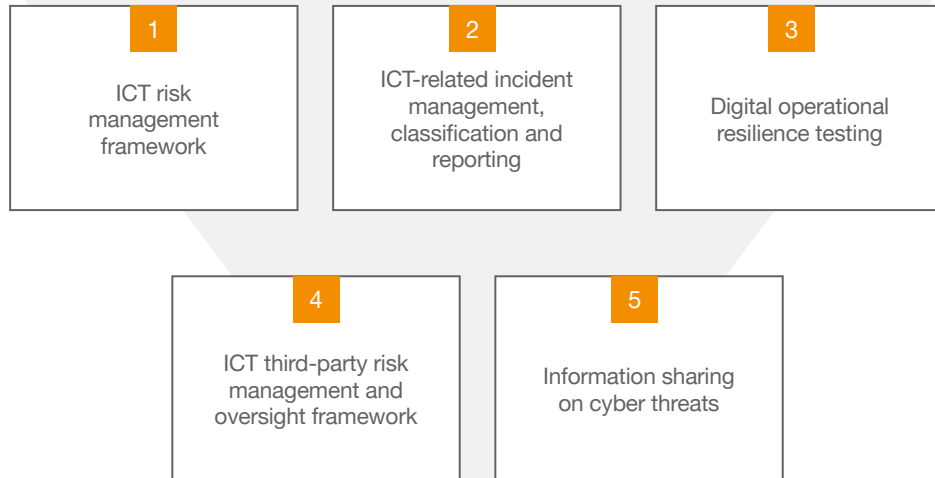 1
ICT risk
management
framework
2
ICT-related incident
management,
classification and
reporting
3
Digital operational
resilience testing
4
ICT third-party risk
management and
oversight framework
5
Information sharing
on cyber threats